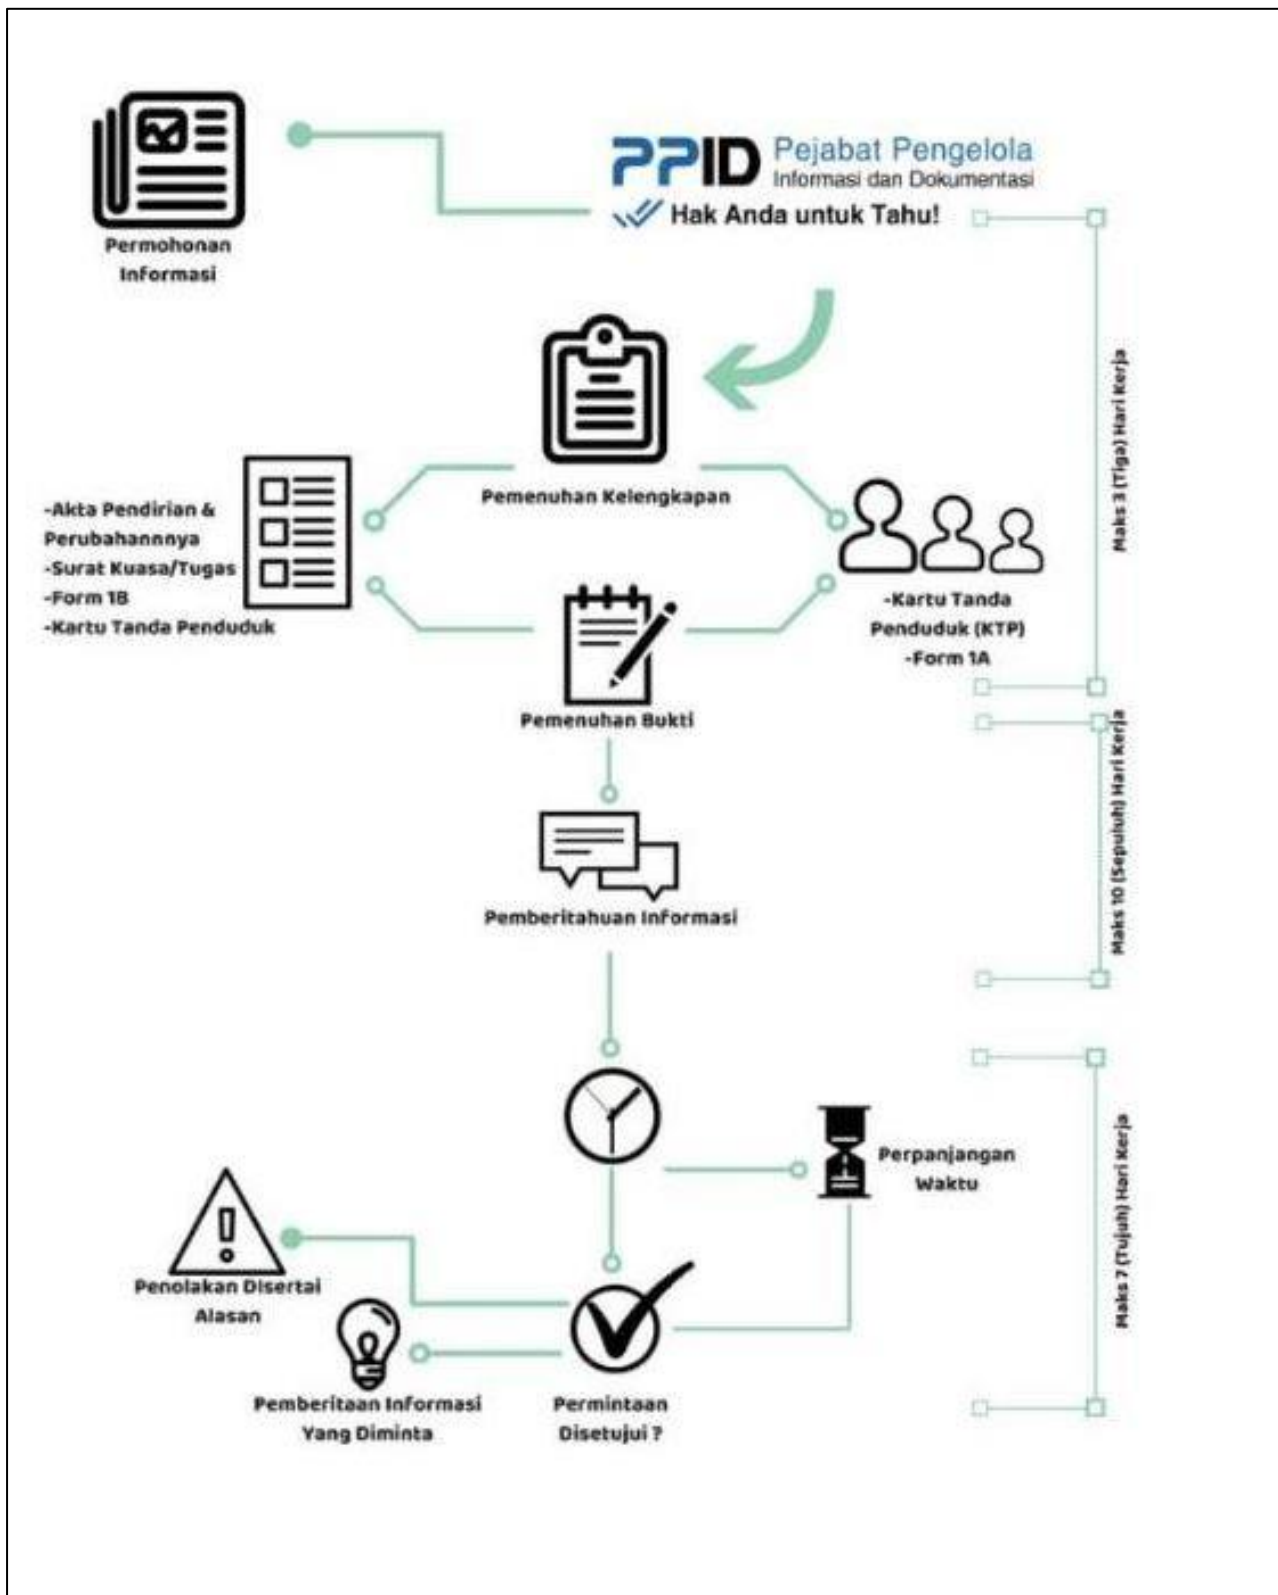 Permohonan
Informasi
PPID Pejabat Pengelola
Informasi dan Dokumentasi
Hak Anda untuk Tahu!
Maks 3 (Tiga) Hari Kerja
Pemenuhan Kelengkapan
-Akta Pendirian &
Perubahannnya
-Surat Kuasa/Tugas
-Form 1B
-Kartu Tanda Penduduk
-Kartu Tanda
Penduduk (KTP)
-Form 1A
Pemenuhan Bukti
Maks 10 (Sepuluh) Hari Kerja
Pemberitahuan Informasi
Perpanjangan
Waktu
Maks 7 (Tujuh) Hari Kerja
Penolakan Disertai
Alasan
Pemberitaan Informasi
Yang Diminta
Permintaan
Disetujui ?